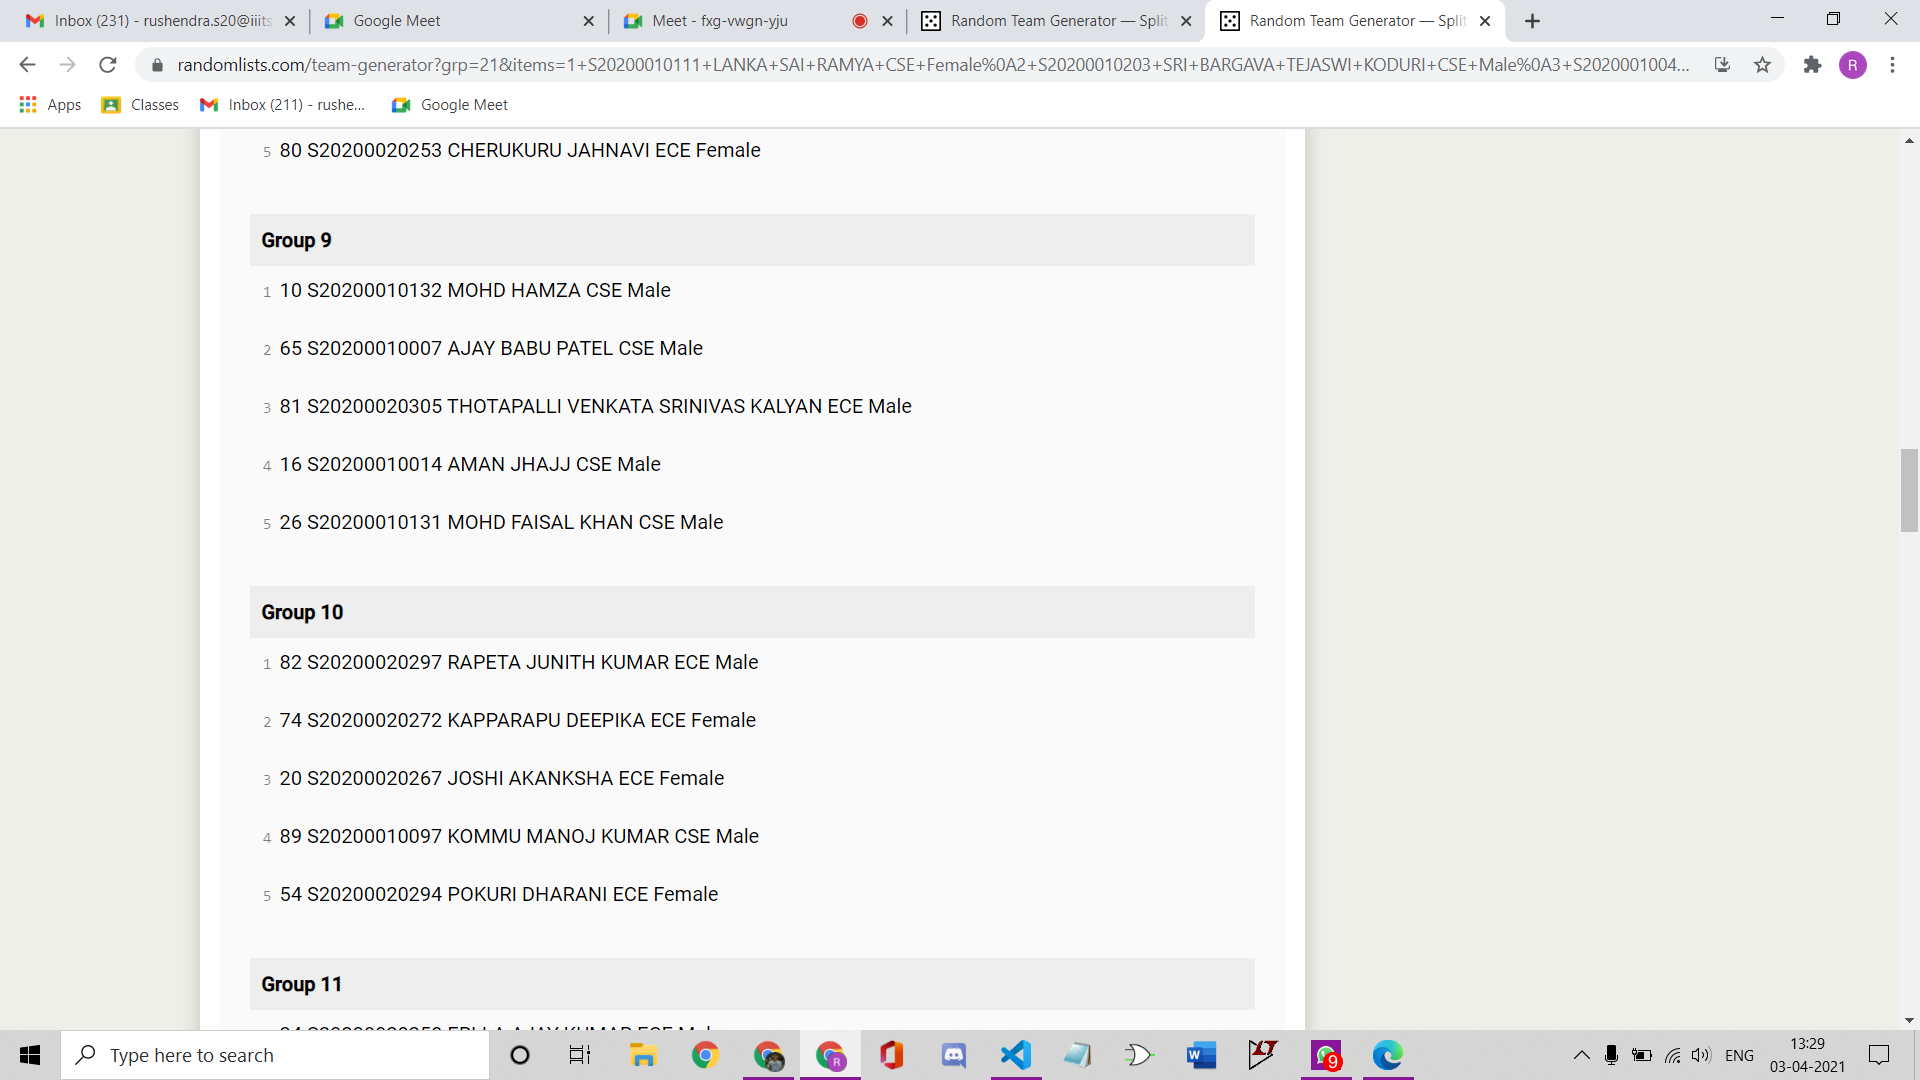 Inbox (231) - rushendra.s20@iiits
Google Meet
Meet - fxg-vwgn-yju
Random Team Generator — Split
Random Team Generator — Split
randomlists.com/team-generator?grp=21&items=1+S20200010111+LANKA+SAI+RAMYA+CSE+Female%0A2+S20200010203+SRI+BARGAVA+TEJASWI+KODURI+CSE+Male%0A3+S2020001004...
R
Apps
Classes
Inbox (211) - rushe...
Google Meet
5 80 S20200020253 CHERUKURU JAHNAVI ECE Female
Group 9
1 10 S20200010132 MOHD HAMZA CSE Male
2 65 S20200010007 AJAY BABU PATEL CSE Male
3 81 S20200020305 THOTAPALLI VENKATA SRINIVAS KALYAN ECE Male
4 16 S20200010014 AMAN JHAJJ CSE Male
5 26 S20200010131 MOHD FAISAL KHAN CSE Male
Group 10
1 82 S20200020297 RAPETA JUNITH KUMAR ECE Male
2 74 S20200020272 KAPPARAPU DEEPIKA ECE Female
3 20 S20200020267 JOSHI AKANKSHA ECE Female
4 89 S20200010097 KOMMU MANOJ KUMAR CSE Male
5 54 S20200020294 POKURI DHARANI ECE Female
Group 11
AJAY KUMAR ECE
Type here to search
R
9
ENG
13:29
03-04-2021